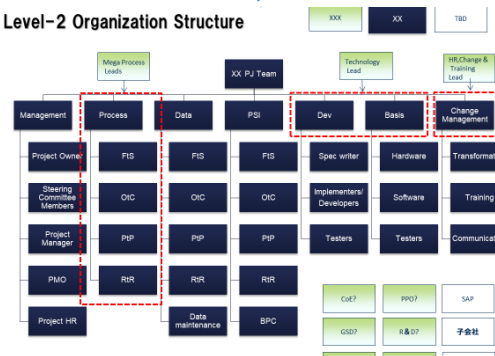 Level-2 Organization Structure
XXX
XX
TBD
Mega Process
Leads
XX PJ Team
Technology
Lead
HR,Change &
Training
Lead
Management
Process
Data
PSI
Dev
Basis
Change
Management
Project Owner
FtS
FtS
FtS
Spec writer
Hardware
Transformat
Steering
Committee
Members
OtC
OtC
OtC
Implementers/
Developers
Software
Training
Project
Manager
PtP
PtP
PtP
Testers
Testers
Communicat
PMO
RtR
RtR
RtR
Project HR
Data
maintenance
BPC
CoE?
PPO?
SAP
GSD?
R&D?
子会社